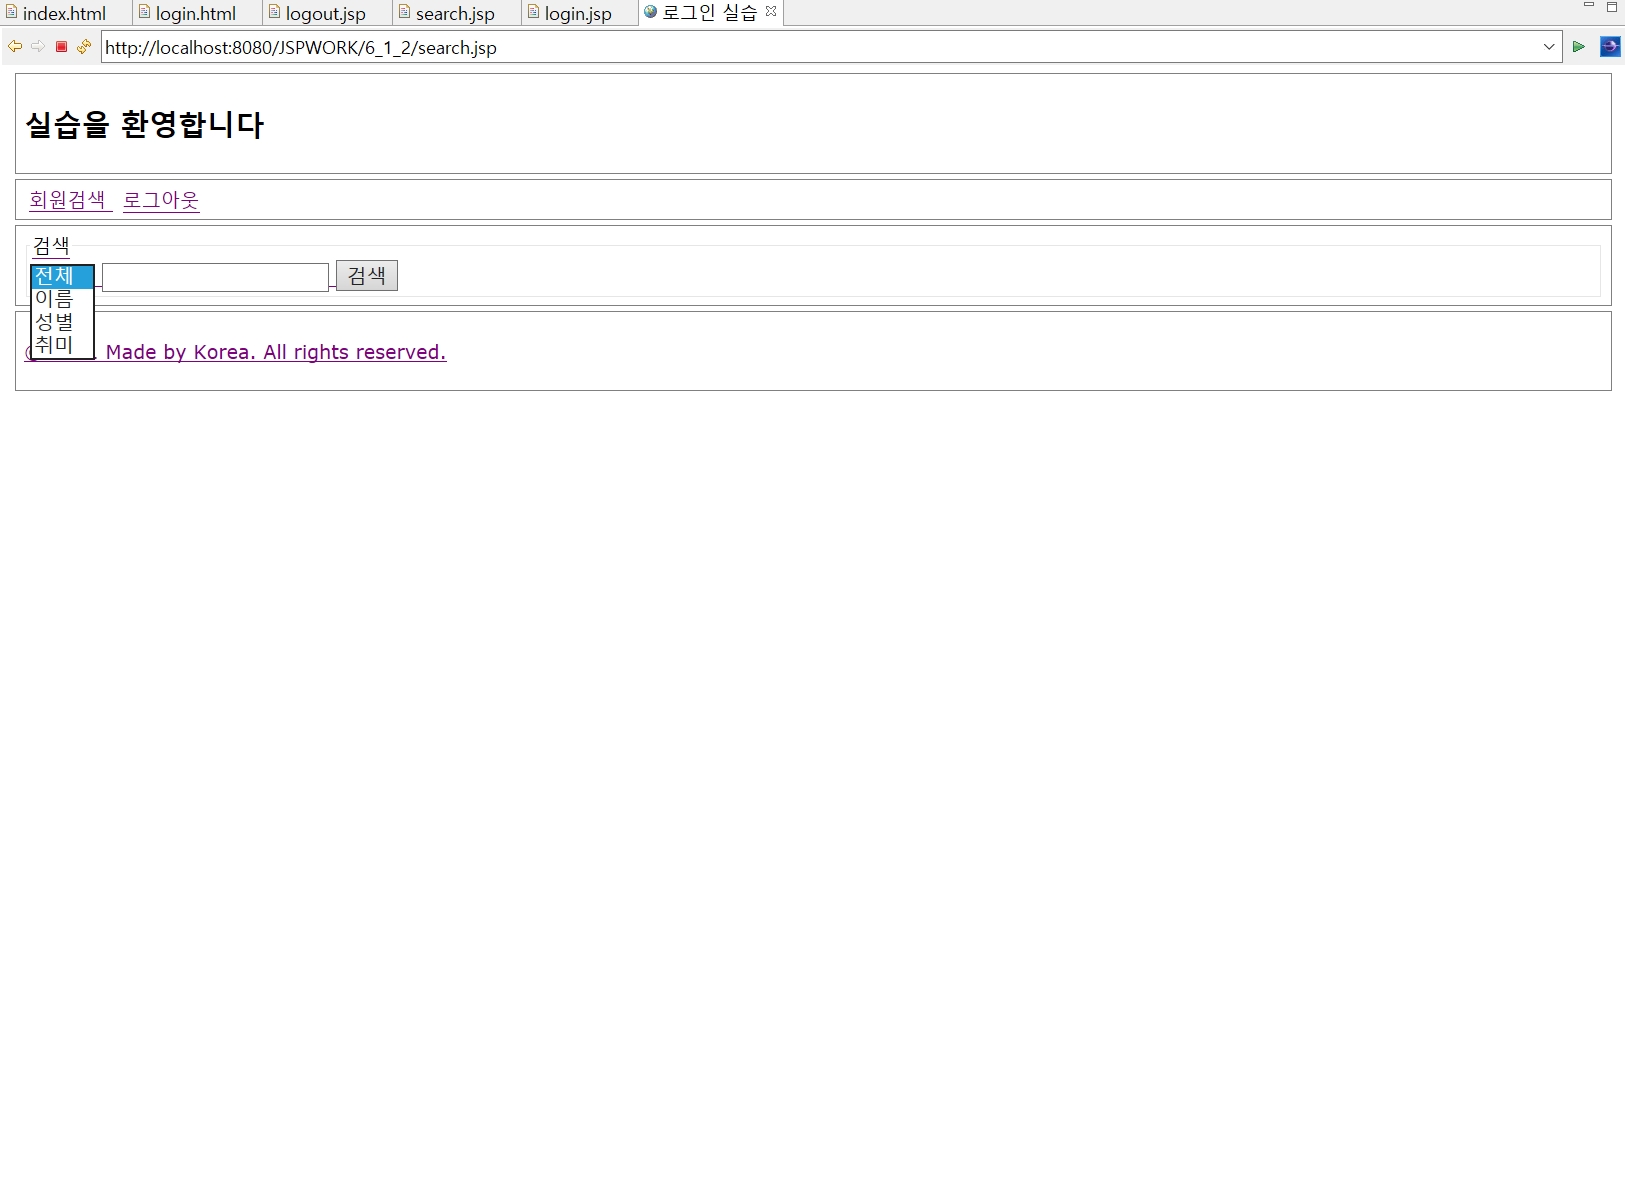 index.html login.html logout.jsp search.jsp login.jsp 로그인 실습
http://localhost:8080/JSPWORK/6_1_2/search.jsp
실습을 환영합니다
회원검색 로그아웃
검색
전체 검색
이름
성별
취미
. Made by Korea. All rights reserved.